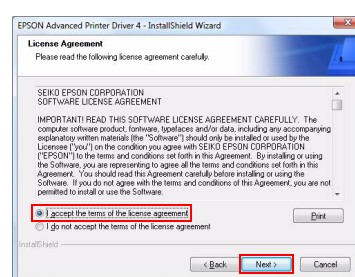 EPSON Advanced Printer Driver 4 - InstallShield Wizard
License Agreement
Please read the following license agreement carefully.
SEIKO EPSON CORPORATION
SOFTWARE LICENSE AGREEMENT
IMPORTANT! READ THIS SOFTWARE LICENSE AGREEMENT CAREFULLY. The
computer software product, fontware, typefaces and/or data, including any accompanying
explanatory written materials (the "Software") should only be installed or used by the
Licensee ("you") on the condition you agree with SEIKO EPSON CORPORATION
("EPSON") to the terms and conditions set forth in this Agreement. By installing or using
the Software, you are representing to agree all the terms and conditions set forth in this
Agreement. You should read this Agreement carefully before installing or using the
Software. If you do not agree with the terms and conditions of this Agreement, you are not
permitted to install or use the Software.
I accept the terms of the license agreement
Print
I do not accept the terms of the license agreement
InstallShield
< Back
Next >
Cancel